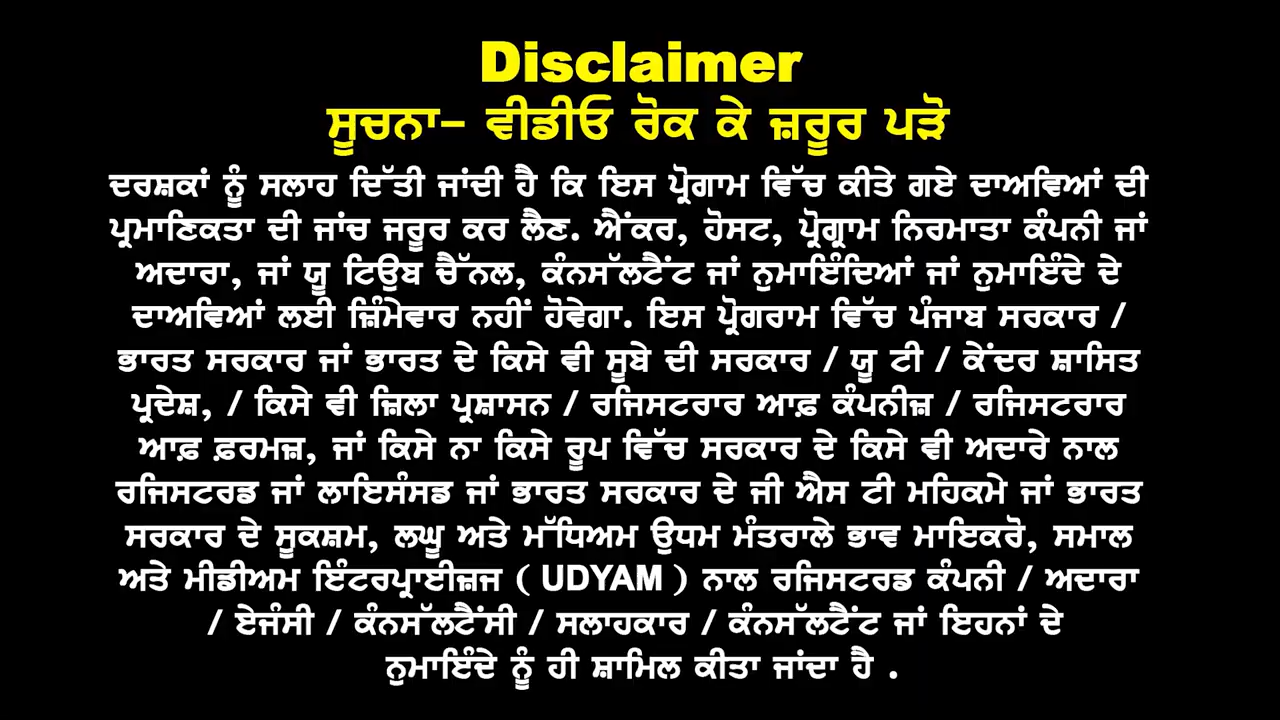 Disclaimer
ਸੂਚਨਾ- ਵੀਡੀਓ ਰੋਕ ਕੇ ਜ਼ਰੂਰ ਪੜੋ
ਦਰਸ਼ਕਾਂ ਨੂੰ ਸਲਾਹ ਦਿੱਤੀ ਜਾਂਦੀ ਹੈ ਕਿ ਇਸ ਪ੍ਰੋਗਾਮ ਵਿੱਚ ਕੀਤੇ ਗਏ ਦਾਅਵਿਆਂ ਦੀ
ਪ੍ਰਮਾਣਿਕਤਾ ਦੀ ਜਾਂਚ ਜਰੂਰ ਕਰ ਲੈਣ. ਐਂਕਰ, ਹੋਸਟ, ਪ੍ਰੋਗ੍ਰਾਮ ਨਿਰਮਾਤਾ ਕੰਪਨੀ ਜਾਂ
ਅਦਾਰਾ, ਜਾਂ ਯੂ ਟਿਉਬ ਚੈੱਨਲ, ਕੰਨਸੱਲਟੈਂਟ ਜਾਂ ਨੁਮਾਇੰਦਿਆਂ ਜਾਂ ਨੁਮਾਇੰਦੇ ਦੇ
ਦਾਅਵਿਆਂ ਲਈ ਜ਼ਿੰਮੇਵਾਰ ਨਹੀਂ ਹੋਵੇਗਾ. ਇਸ ਪ੍ਰੋਗਰਾਮ ਵਿੱਚ ਪੰਜਾਬ ਸਰਕਾਰ /
ਭਾਰਤ ਸਰਕਾਰ ਜਾਂ ਭਾਰਤ ਦੇ ਕਿਸੇ ਵੀ ਸੂਬੇ ਦੀ ਸਰਕਾਰ / ਯੂ ਟੀ / ਕੇਂਦਰ ਸ਼ਾਸਿਤ
ਪ੍ਰਦੇਸ਼, / ਕਿਸੇ ਵੀ ਜ਼ਿਲਾ ਪ੍ਰਸ਼ਾਸਨ / ਰਜਿਸਟਰਾਰ ਆਫ਼ ਕੰਪਨੀਜ਼ / ਰਜਿਸਟਰਾਰ
ਆਫ਼ ਫ਼ਰਮਜ਼, ਜਾਂ ਕਿਸੇ ਨਾ ਕਿਸੇ ਰੂਪ ਵਿੱਚ ਸਰਕਾਰ ਦੇ ਕਿਸੇ ਵੀ ਅਦਾਰੇ ਨਾਲ
ਰਜਿਸਟਰਡ ਜਾਂ ਲਾਇਸੰਸਡ ਜਾਂ ਭਾਰਤ ਸਰਕਾਰ ਦੇ ਜੀ ਐਸ ਟੀ ਮਹਿਕਮੇ ਜਾਂ ਭਾਰਤ
ਸਰਕਾਰ ਦੇ ਸੂਕਸ਼ਮ, ਲਘੂ ਅਤੇ ਮੱਧਿਅਮ ਉਧਮ ਮੰਤਰਾਲੇ ਭਾਵ ਮਾਇਕਰੋ, ਸਮਾਲ
ਅਤੇ ਮੀਡੀਅਮ ਇੰਟਰਪ੍ਰਾਈਜ਼ਜ ( UDYAM ) ਨਾਲ ਰਜਿਸਟਰਡ ਕੰਪਨੀ / ਅਦਾਰਾ
/ ਏਜੰਸੀ / ਕੰਨਸੱਲਟੈਂਸੀ / ਸਲਾਹਕਾਰ / ਕੰਨਸੱਲਟੈਂਟ ਜਾਂ ਇਹਨਾਂ ਦੇ
ਨੁਮਾਇੰਦੇ ਨੂੰ ਹੀ ਸ਼ਾਮਿਲ ਕੀਤਾ ਜਾਂਦਾ ਹੈ .